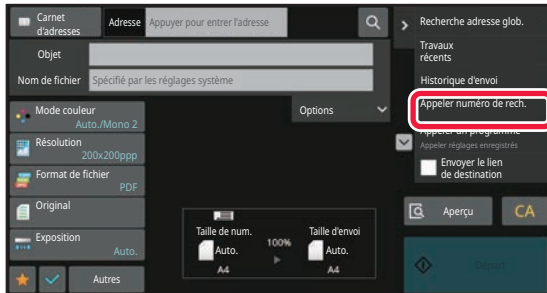 Carnet
d'adresses
Adresse
Appuyer pour entrer l'adresse
Objet
Nom de fichier
Spécifié par les réglages système
Options
Mode couleur
Auto./Mono 2
Résolution
200x200ppp
Format de fichier
PDF
Original
Exposition
Auto.
Autres
Taille de num.
Auto.
A4
100%
Taille d'envoi
Auto.
A4
Recherche adresse glob.
Travaux
récents
Historique d'envoi
Appeler numéro de rech.
Appeler un programme
Appeler réglages enregistrés
Envoyer le lien
de destination
Aperçu
CA
Départ